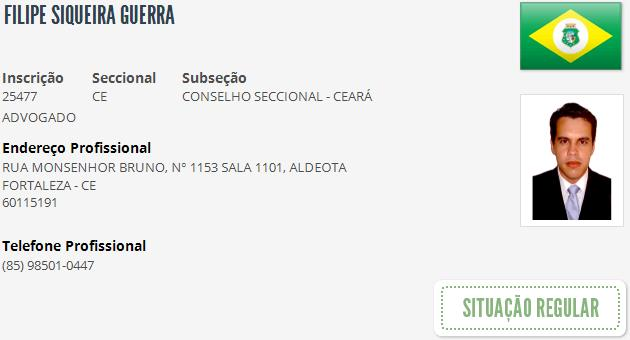 FILIPE SIQUEIRA GUERRA
Inscrição Seccional Subseção
25477 CE CONSELHO SECCIONAL - CEARÁ
ADVOGADO
Endereço Profissional
RUA MONSENHOR BRUNO, Nº 1153 SALA 1101, ALDEOTA
FORTALEZA - CE
60115191
Telefone Profissional
(85) 98501-0447
SITUAÇÃO REGULAR